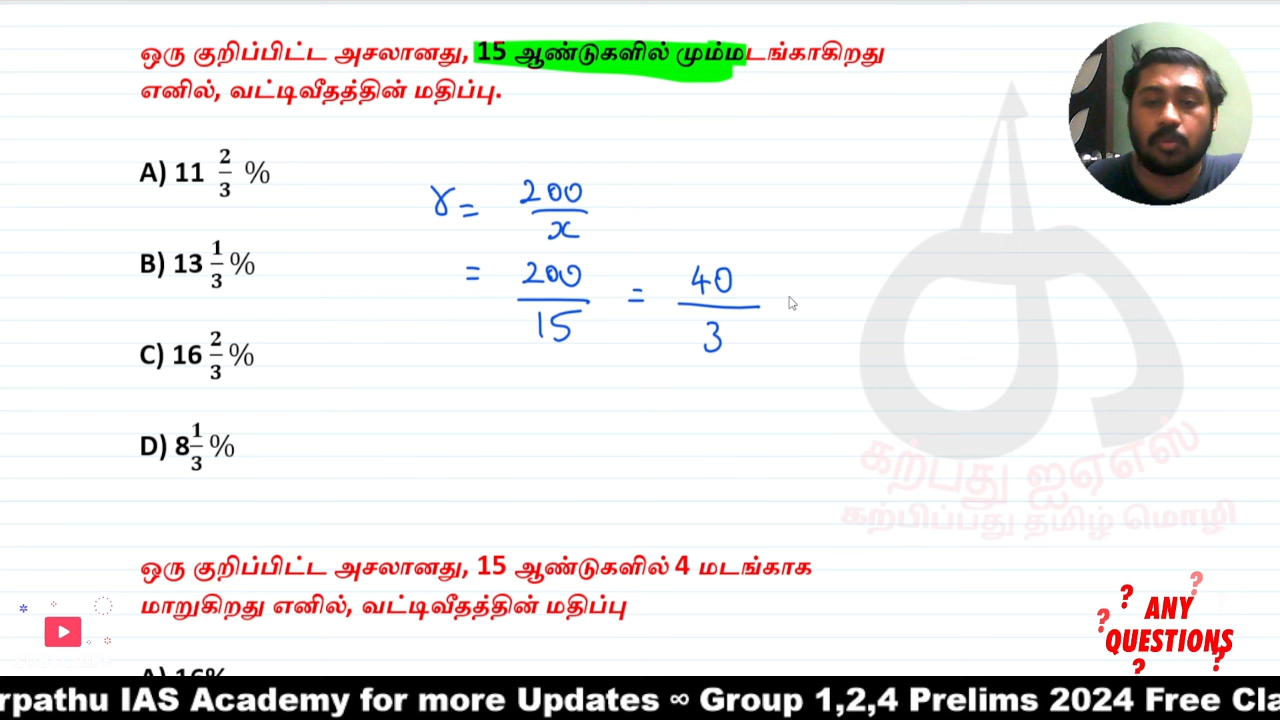 ஒரு குறிப்பிட்ட அசலானது, 15 ஆண்டுகளில் மும்மடங்காகிறது
எனில், வட்டிவீதத்தின் மதிப்பு.
A) 11 2/3 %
B) 13 1/3 %
C) 16 2/3 %
D) 8 1/3 %
r = 200/x
= 200/15 = 40/3
கற்பது ஐஏஎஸ்
கற்பிப்பது தமிழ் மொழி
ஒரு குறிப்பிட்ட அசலானது, 15 ஆண்டுகளில் 4 மடங்காக
மாறுகிறது எனில், வட்டிவீதத்தின் மதிப்பு
A) 16%
? ANY
QUESTIONS
?
rpathu IAS Academy for more Updates ∞ Group 1,2,4 Prelims 2024 Free Cla